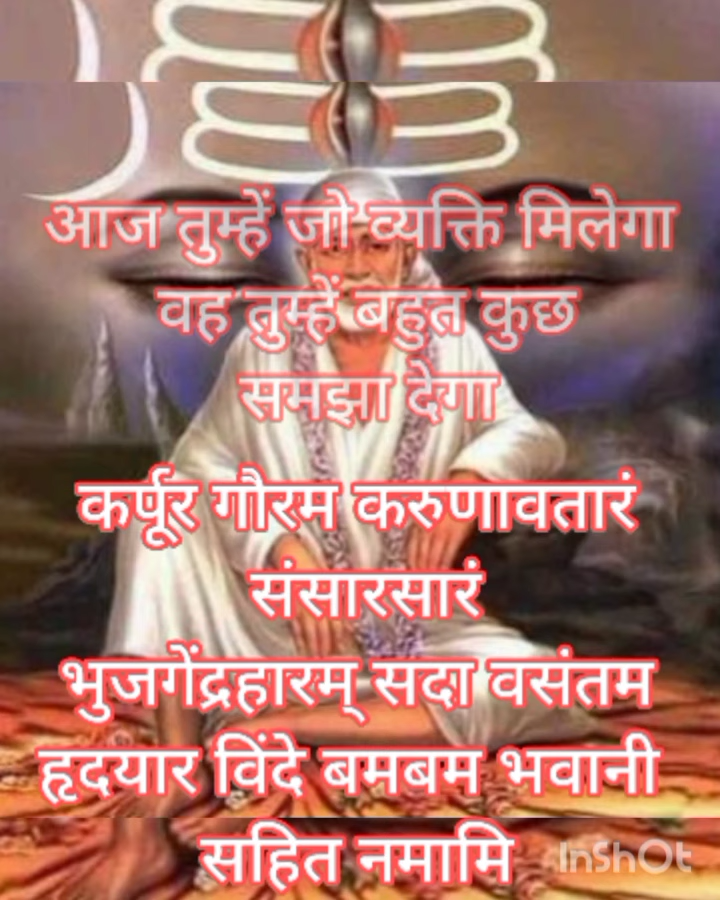 आज तुम्हें जो व्यक्ति मिलेगा
वह तुम्हें बहुत कुछ
समझा देगा
कर्पूर गौरम करुणावतारं
संसारसारं
भुजगेंद्रहारम् सदा वसंतम
हृदयार विंदे बमबम भवानी
सहित नमामि
InShOt